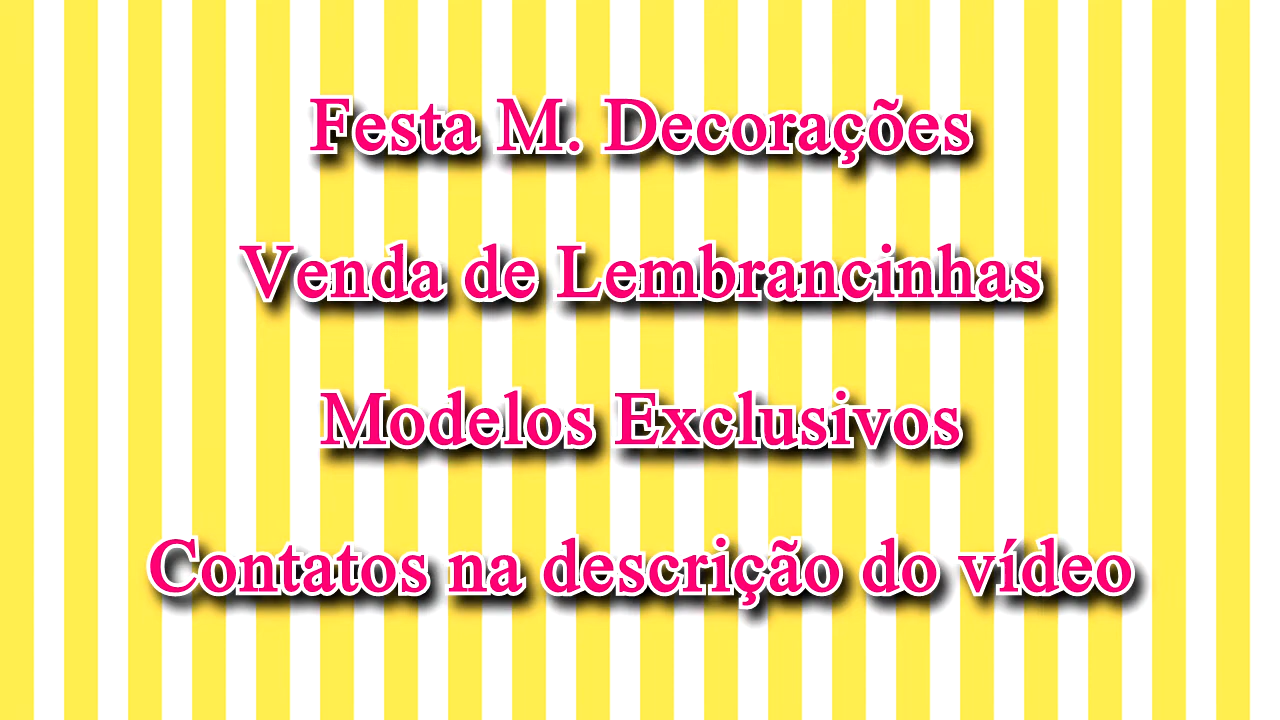 Festa M. Decorações
Venda de Lembrancinhas
Modelos Exclusivos
Contatos na descrição do vídeo